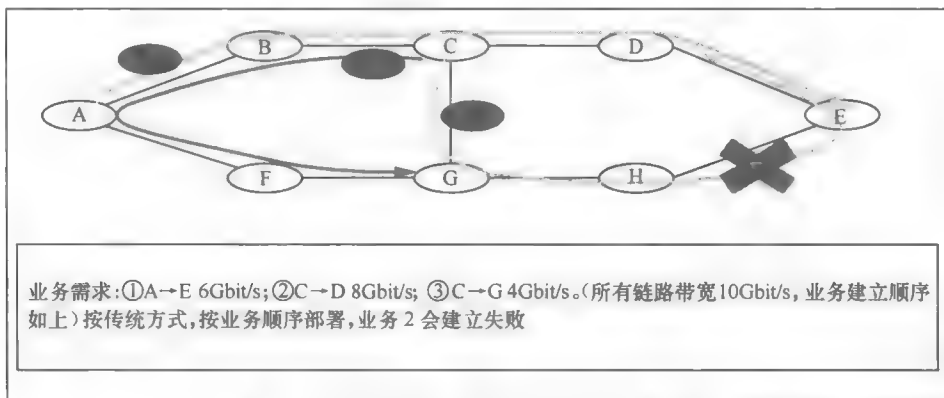 B
C
D
A
E
F
G
H
业务需求:①A→E 6Gbit/s;②C→D 8Gbit/s; ③C→G 4Gbit/s。(所有链路带宽10Gbit/s, 业务建立顺序
如上)按传统方式,按业务顺序部署,业务2会建立失败